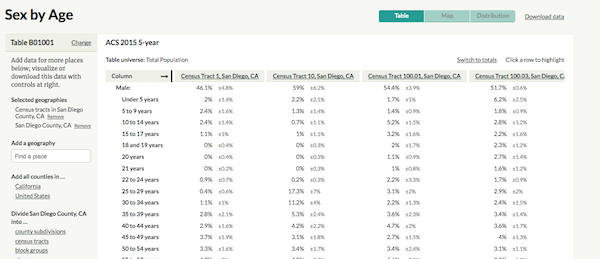 Sex by Age
Table
Map
Distribution
Download data
Table B01001
Change
Add data for more places
below; visualize or
download this data with
controls at right.
Selected geographies
Census tracts in San Diego
County, CA Remove
San Diego County, CA Remove
Add a geography
Find a place
Add all counties in ...
California
United States
Divide San Diego County, CA
into ...
county subdivisions
census tracts
block groups
ACS 2015 5-year
Table universe: Total Population
Switch to totals
Click a row to highlight
Column → Census Tract 1, San Diego, CA Census Tract 10, San Diego, CA Census Tract 100.01, San Diego, CA Census Tract 100.03, San Diego, C
Male: 46.1% ±4.8% 59% ±6.2% 54.4% ±3.9% 51.7% ±0.6%
Under 5 years 2% ±1.4% 2.2% ±2.1% 1.7% ±1% 6.2% ±2.5%
5 to 9 years 2.4% ±1.6% 1.3% ±1.4% 1.4% ±0.9% 1.8% ±0.9%
10 to 14 years 2.4% ±1.4% 0.7% ±1.1% 5.2% ±1.5% 2.8% ±1.2%
15 to 17 years 1.1% ±1% 1% ±1.1% 3.2% ±1.2% 1.6% ±1.1%
18 and 19 years 0% ±0.4% 0% ±0.3% 2% ±1.7% 2.3% ±1.2%
20 years 0% ±0.4% 0% ±0.3% 1.1% ±0.9% 2.7% ±1.4%
21 years 0% ±0.2% 0% ±0.3% 1% ±0.8% 1.6% ±1.2%
22 to 24 years 0.9% ±0.7% 0% ±0.3% 2.2% ±3.3% 1.7% ±0.9%
25 to 29 years 0.4% ±0.6% 17.3% ±7% 3.1% ±2% 2.9% ±2%
30 to 34 years 1.1% ±1% 11.2% ±4% 2.2% ±1.3% 2.4% ±1.5%
35 to 39 years 2.8% ±2.1% 5.3% ±2.4% 3.6% ±2.3% 3.4% ±1.4%
40 to 44 years 2.9% ±1.6% 4.2% ±2.2% 4.7% ±2% 3.6% ±1.7%
45 to 49 years 3.7% ±1.9% 3.1% ±1.8% 2.7% ±1.5% 4% ±1.3%
50 to 54 years 3.3% ±1.6% 3.4% ±1.7% 3.4% ±2.4% 3.1% ±1.1%